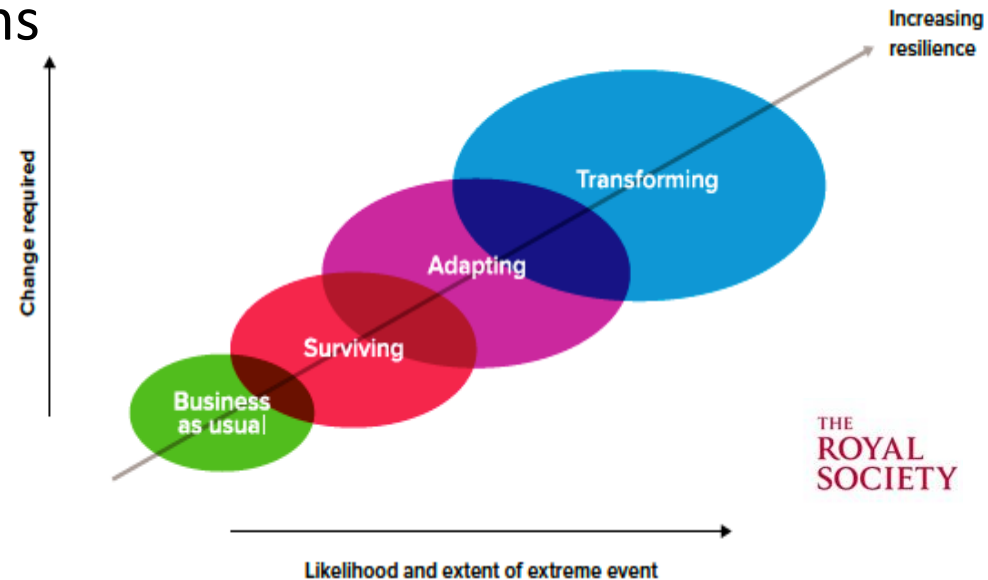 ns
Increasing
resilience
Change required
Transforming
Adapting
Surviving
Business
as usual
THE
ROYAL
SOCIETY
Likelihood and extent of extreme event